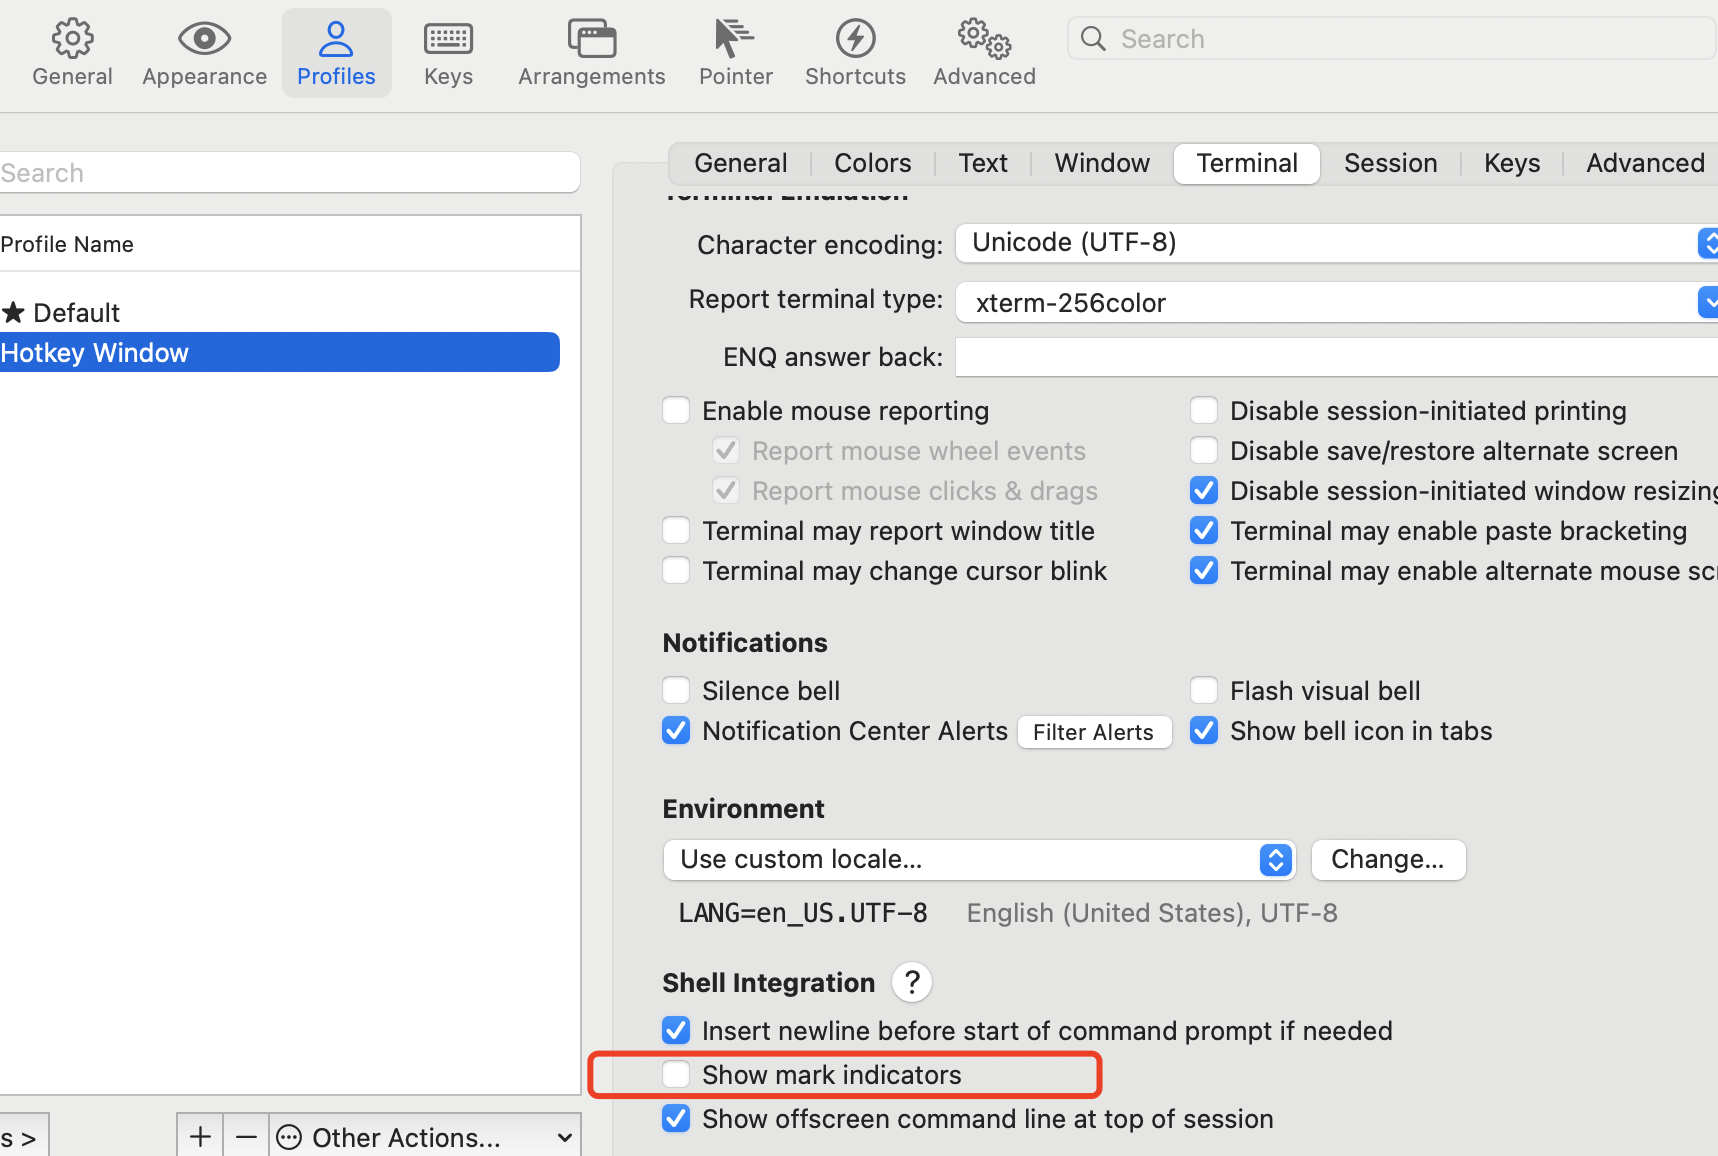 General Appearance Profiles Keys Arrangements Pointer Shortcuts Advanced Search
Search
Profile Name
★ Default
Hotkey Window
s >
+ − Other Actions...
General Colors Text Window Terminal Session Keys Advanced
Terminal Emulation
Character encoding: Unicode (UTF-8)
Report terminal type: xterm-256color
ENQ answer back:
Enable mouse reporting Disable session-initiated printing
Report mouse wheel events Disable save/restore alternate screen
Report mouse clicks & drags Disable session-initiated window resizing
Terminal may report window title Terminal may enable paste bracketing
Terminal may change cursor blink Terminal may enable alternate mouse scr
Notifications
Silence bell Flash visual bell
Notification Center Alerts Filter Alerts Show bell icon in tabs
Environment
Use custom locale... Change...
LANG=en_US.UTF-8 English (United States), UTF-8
Shell Integration ?
Insert newline before start of command prompt if needed
Show mark indicators
Show offscreen command line at top of session